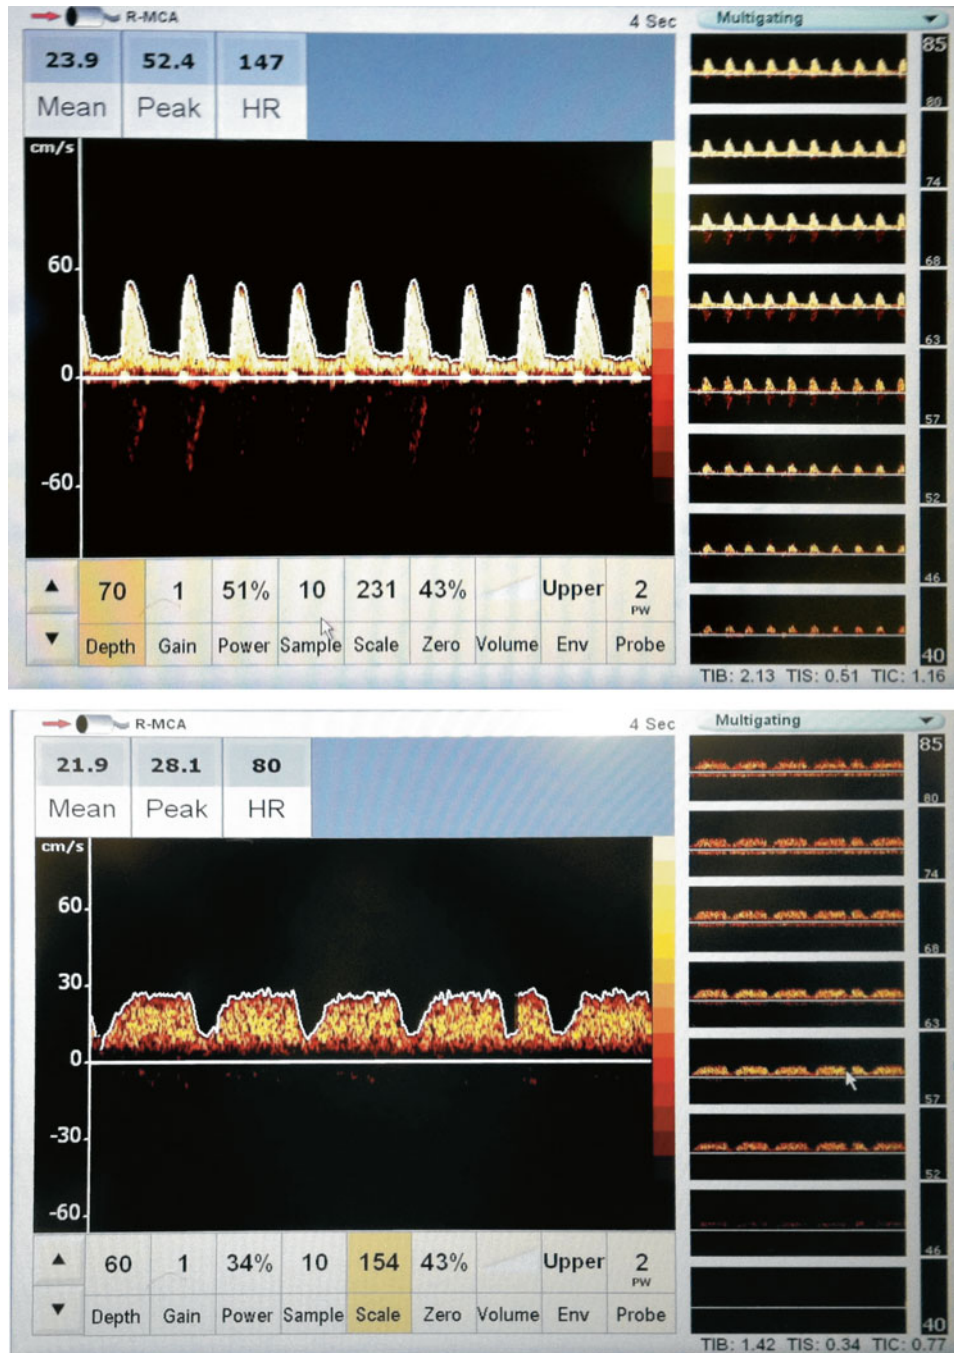 R-MCA
4 Sec
Multigating
23.9 52.4 147
Mean Peak HR
cm/s
60
0
-60
85
80
74
68
63
57
52
46
40
70 1 51% 10 231 43% Upper 2
PW
Depth Gain Power Sample Scale Zero Volume Env Probe
TIB: 2.13 TIS: 0.51 TIC: 1.16
R-MCA
4 Sec
Multigating
21.9 28.1 80
Mean Peak HR
cm/s
60
30
0
-30
-60
85
80
74
68
63
57
52
46
40
60 1 34% 10 154 43% Upper 2
PW
Depth Gain Power Sample Scale Zero Volume Env Probe
TIB: 1.42 TIS: 0.34 TIC: 0.77